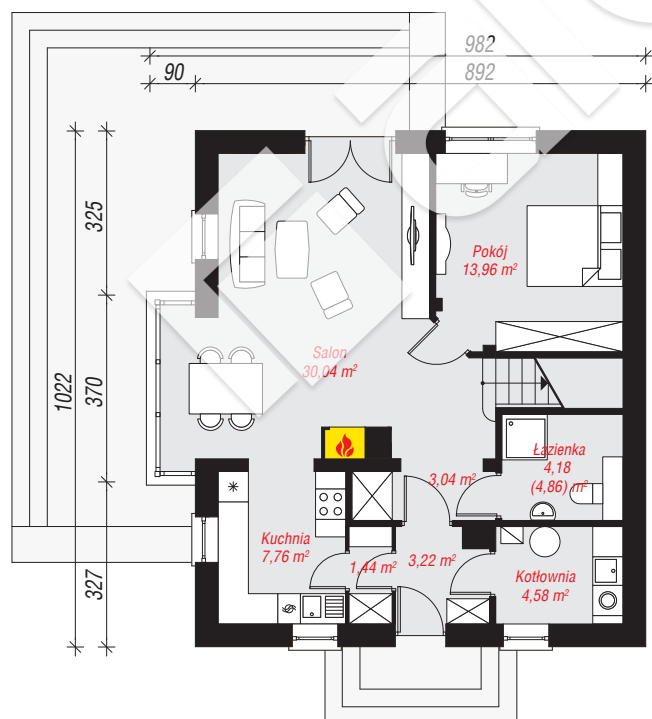 982
90
892
325
Pokój
13,96 m²
1022
370
Salon
30,04 m²
Łazienka
4,18
(4,86) m²
3,04 m²
Kuchnia
7,76 m²
1,44 m²
3,22 m²
Kotłownia
4,58 m²
327